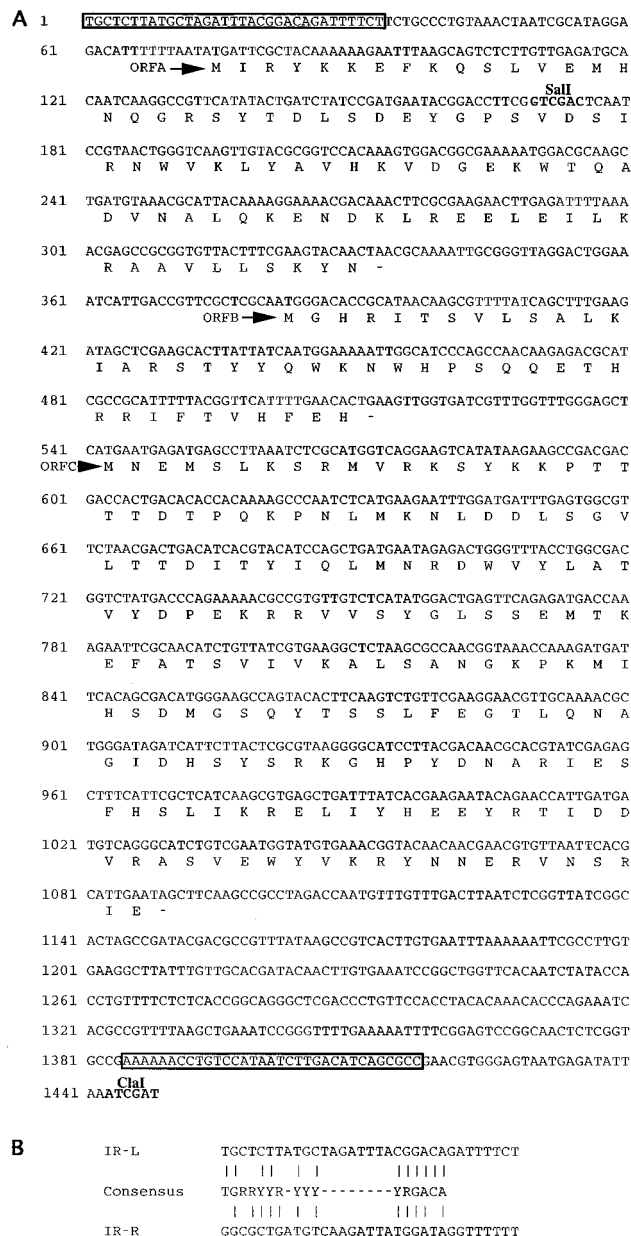 A
1 TGCTCTTATGCTAGATTTACGGACAGATTTTCTTCTGCCCTGTAAACTAATCGCATAGGA
61 GACATTTTTTAATATGATTCGCTACAAAAAAGAATTTAAGCAGTCTCTTGTTGAGATGCA
ORFA M I R Y K K E F K Q S L V E M H
SalI
121 CAATCAAGGCCGTTCATATACTGATCTATCCGATGAATACGGACCTTCGGTCGACTCAAT
N Q G R S Y T D L S D E Y G P S V D S I
181 CCGTAACTGGGTCAAGTTGTACGCGGTCCACAAAGTGGACGGCGAAAAATGGACGCAAGC
R N W V K L Y A V H K V D G E K W T Q A
241 TGATGTAAACGCATTACAAAAGGAAAACGACAAACTTCGCGAAGAACTTGAGATTTTAAA
D V N A L Q K E N D K L R E E L E I L K
301 ACGAGCCGCGGTGTTACTTTCGAAGTACAACTAACGCAAAATTGCGGGTTAGGACTGGAA
R A A V L L S K Y N -
361 ATCATTGACCGTTCGCTCGCAATGGGACACCGCATAACAAGCGTTTTATCAGCTTTGAAG
ORFB M G H R I T S V L S A L K
421 ATAGCTCGAAGCACTTATTATCAATGGAAAAATTGGCATCCCAGCCAACAAGAGACGCAT
I A R S T Y Y Q W K N W H P S Q Q E T H
481 CGCCGCATTTTTACGGTTCATTTTGAACACTGAAGTTGGTGATCGTTTGGTTTGGGAGCT
R R I F T V H F E H -
541 CATGAATGAGATGAGCCTTAAATCTCGCATGGTCAGGAAGTCATATAAGAAGCCGACGAC
ORFC M N E M S L K S R M V R K S Y K K P T T
601 GACCACTGACACACCACAAAAGCCCAATCTCATGAAGAATTTGGATGATTTGAGTGGCGT
T T D T P Q K P N L M K N L D D L S G V
661 TCTAACGACTGACATCACGTACATCCAGCTGATGAATAGAGACTGGGTTTACCTGGCGAC
L T T D I T Y I Q L M N R D W V Y L A T
721 GGTCTATGACCCAGAAAAACGCCGTGTTGTCTCATATGGACTGAGTTCAGAGATGACCAA
V Y D P E K R R V V S Y G L S S E M T K
781 AGAATTCGCAACATCTGTTATCGTGAAGGCTCTAAGCGCCAACGGTAAACCAAAGATGAT
E F A T S V I V K A L S A N G K P K M I
841 TCACAGCGACATGGGAAGCCAGTACACTTCAAGTCTGTTCGAAGGAACGTTGCAAAACGC
H S D M G S Q Y T S S L F E G T L Q N A
901 TGGGATAGATCATTCTTACTCGCGTAAGGGGCATCCTTACGACAACGCACGTATCGAGAG
G I D H S Y S R K G H P Y D N A R I E S
961 CTTTCATTCGCTCATCAAGCGTGAGCTGATTTATCACGAAGAATACAGAACCATTGATGA
F H S L I K R E L I Y H E E Y R T I D D
1021 TGTCAGGGCATCTGTCGAATGGTATGTGAAACGGTACAACAACGAACGTGTTAATTCACG
V R A S V E W Y V K R Y N N E R V N S R
1081 CATTGAATAGCTTCAAGCCGCCTAGACCAATGTTTGTTTGACTTAATCTCGGTTATCGGC
I E -
1141 ACTAGCCGATACGACGCCGTTTATAAGCCGTCACTTGTGAATTTAAAAAATTCGCCTTGT
1201 GAAGGCTTATTTGTTGCACGATACAACTTGTGAAATCCGGCTGGTTCACAATCTATACCA
1261 CCTGTTTTCTCTCACCGGCAGGGCTCGACCCTGTTCCACCTACACAAACACCCAGAAATC
1321 ACGCCGTTTTAAGCTGAAATCCGGGTTTTGAAAAATTTTCGGAGTCCGGCAACTCTCGGT
1381 GCCGAAAAAACCTGTCCATAATCTTGACATCAGCGCCGAACGTGGGAGTAATGAGATATT
ClaI
1441 AAATCGAT
B
IR-L TGCTCTTATGCTAGATTTACGGACAGATTTTCT
Consensus TGRRYYR-YYY---------YRGACA
IR-R GGCGCTGATGTCAAGATTATGGATAGGTTTTTT